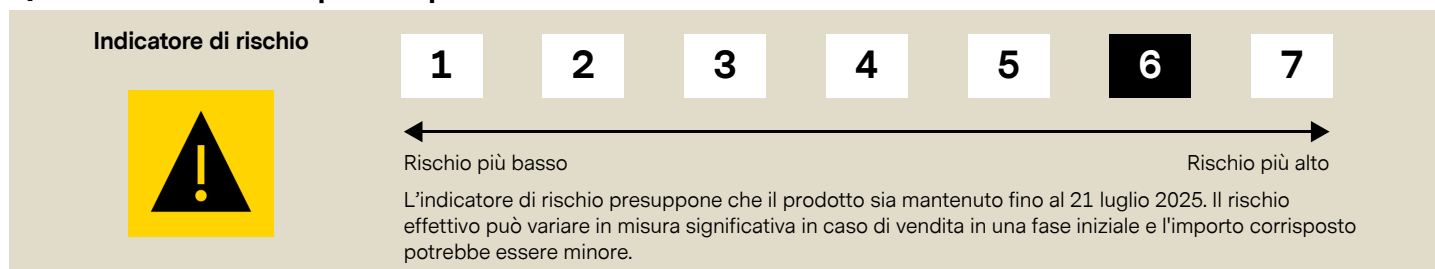 Indicatore di rischio
1 2 3 4 5 6 7
Rischio più basso Rischio più alto
L'indicatore di rischio presuppone che il prodotto sia mantenuto fino al 21 luglio 2025. Il rischio
effettivo può variare in misura significativa in caso di vendita in una fase iniziale e l'importo corrisposto
potrebbe essere minore.